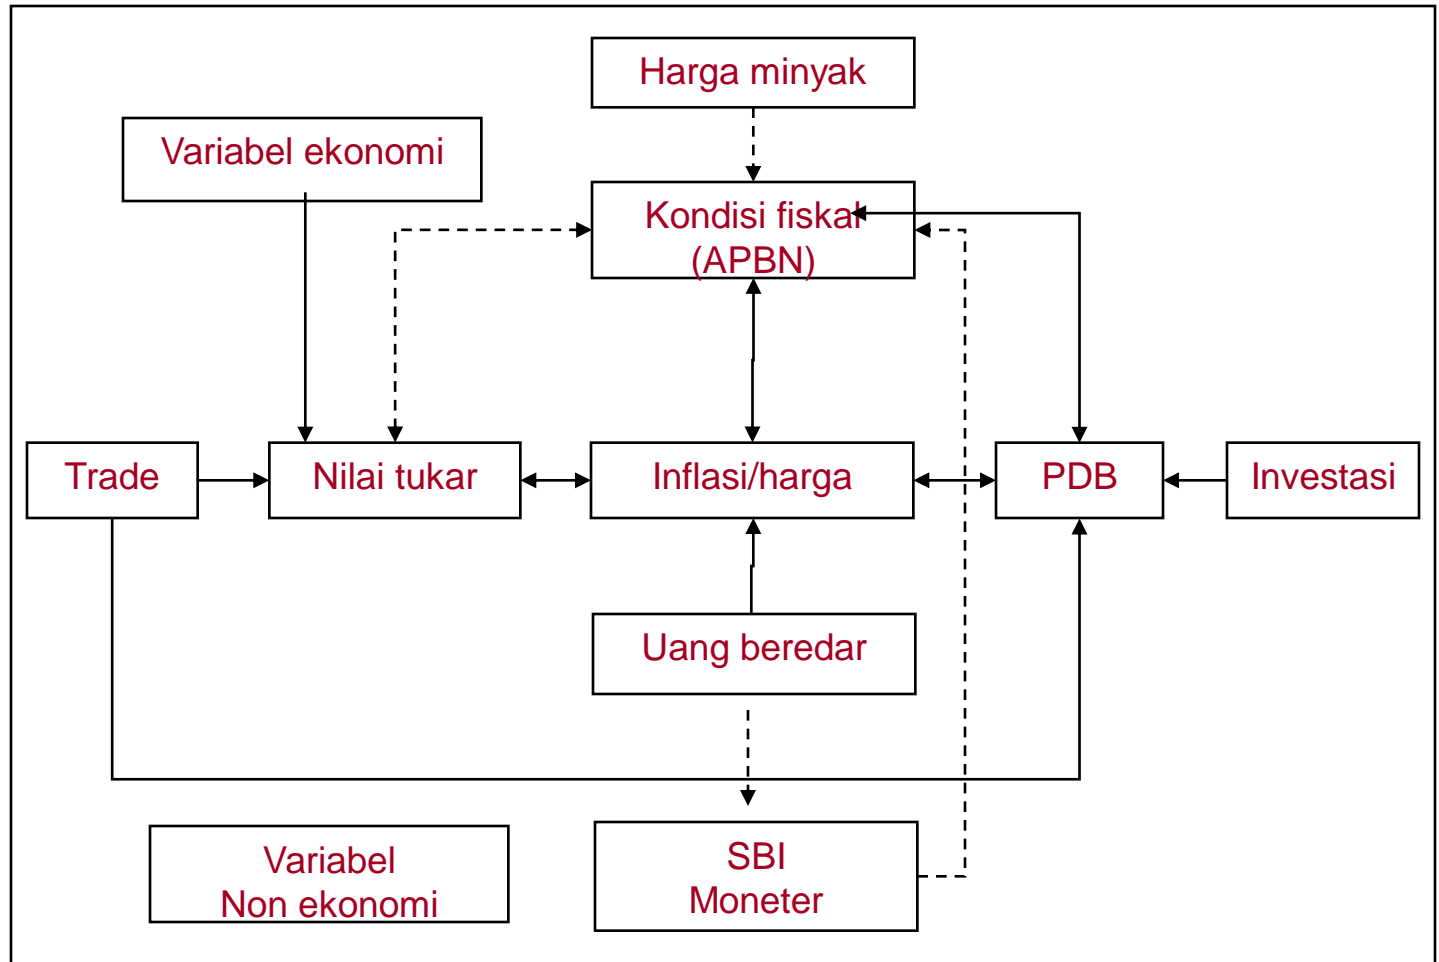 Harga minyak
Variabel ekonomi
Kondisi fiskal
(APBN)
Trade
Nilai tukar
Inflasi/harga
PDB
Investasi
Uang beredar
Variabel
Non ekonomi
SBI
Moneter